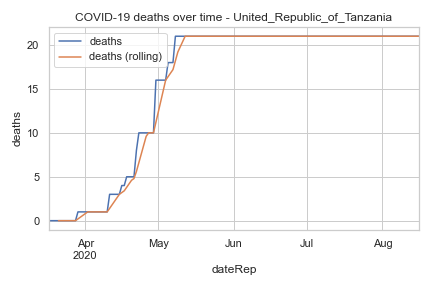 COVID-19 deaths over time - United_Republic_of_Tanzania
deaths
deaths (rolling)
20
15
10
5
0
deaths
Apr
2020
May
Jun
Jul
Aug
dateRep